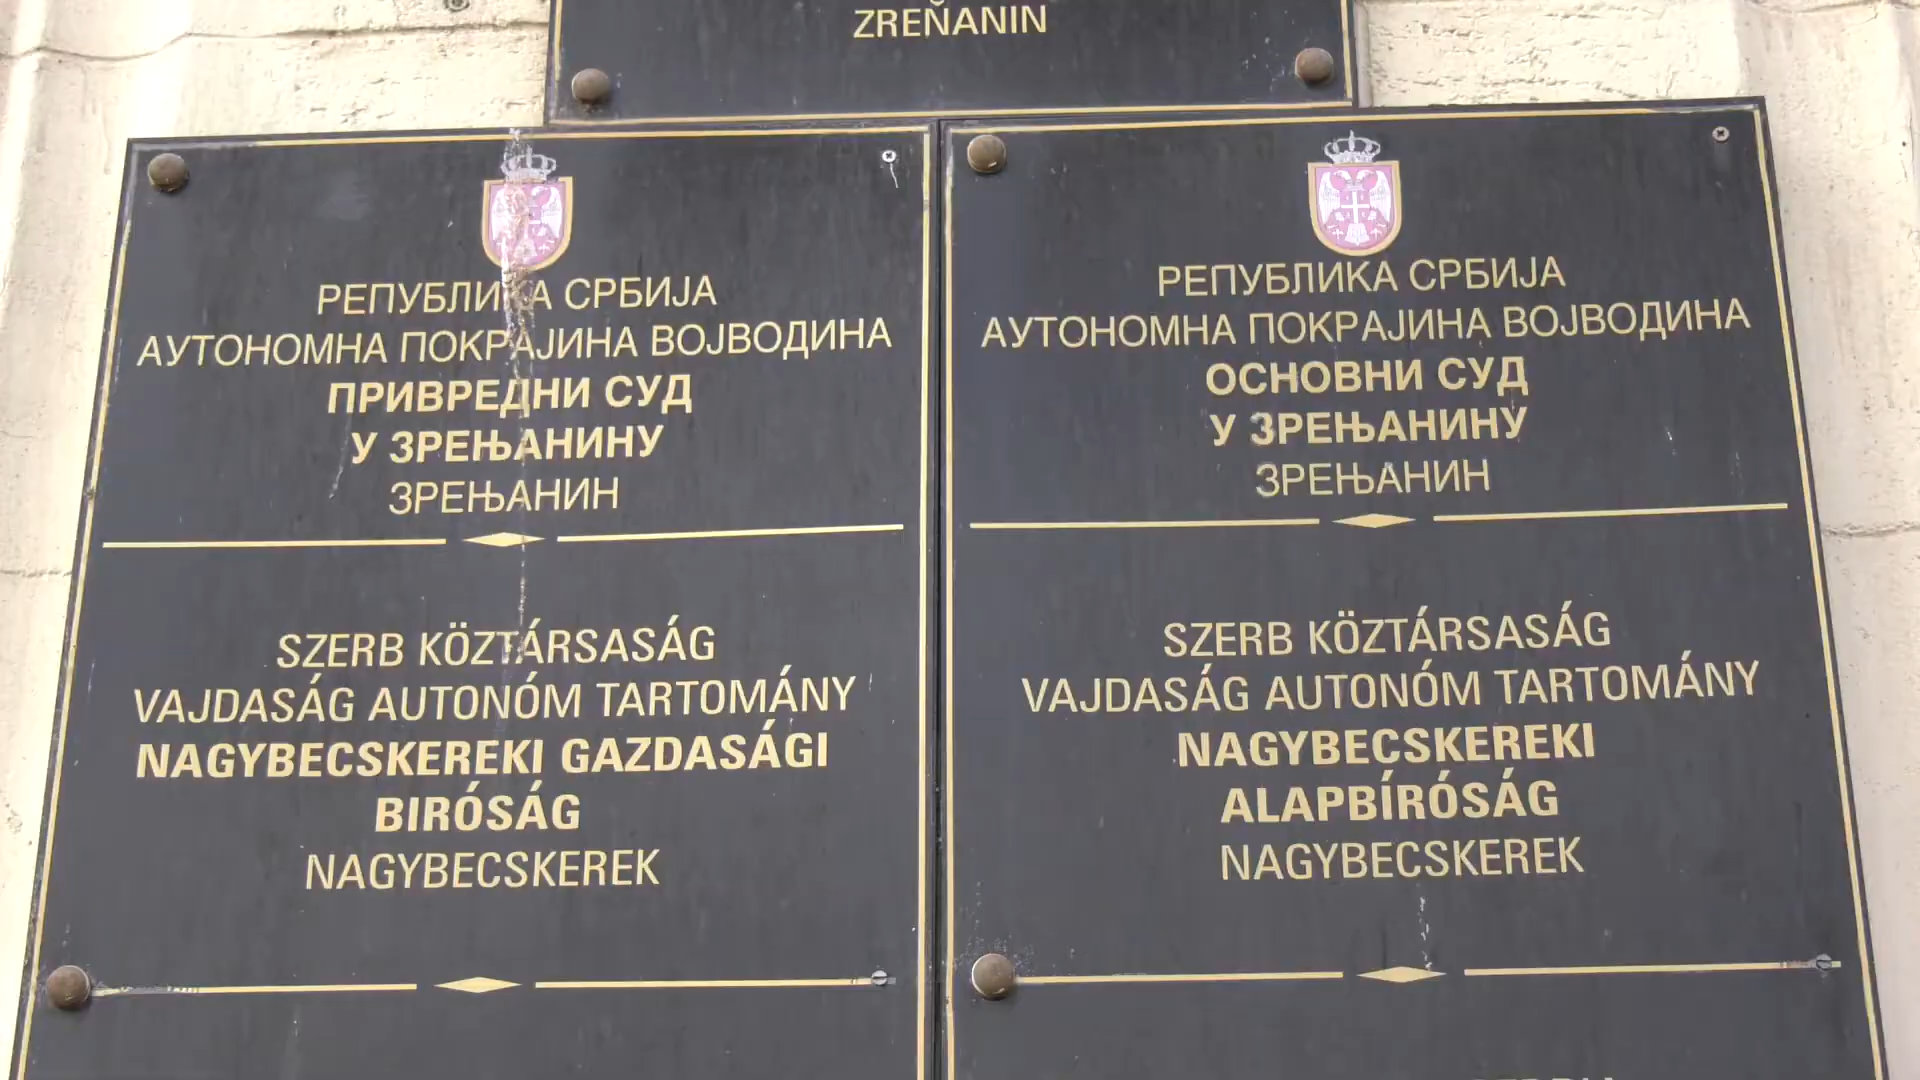 ZREŇANIN
РЕПУБЛИКА СРБИЈА
АУТОНОМНА ПОКРАЈИНА ВОЈВОДИНА
ПРИВРЕДНИ СУД
У ЗРЕЊАНИНУ
ЗРЕЊАНИН
SZERB KÖZTÁRSASÁG
VAJDASÁG AUTONÓM TARTOMÁNY
NAGYBECSKEREKI GAZDASÁGI
BIRÓSÁG
NAGYBECSKEREK
РЕПУБЛИКА СРБИЈА
АУТОНОМНА ПОКРАЈИНА ВОЈВОДИНА
ОСНОВНИ СУД
У ЗРЕЊАНИНУ
ЗРЕЊАНИН
SZERB KÖZTÁRSASÁG
VAJDASÁG AUTONÓM TARTOMÁNY
NAGYBECSKEREKI
ALAPBÍRÓSÁG
NAGYBECSKEREK